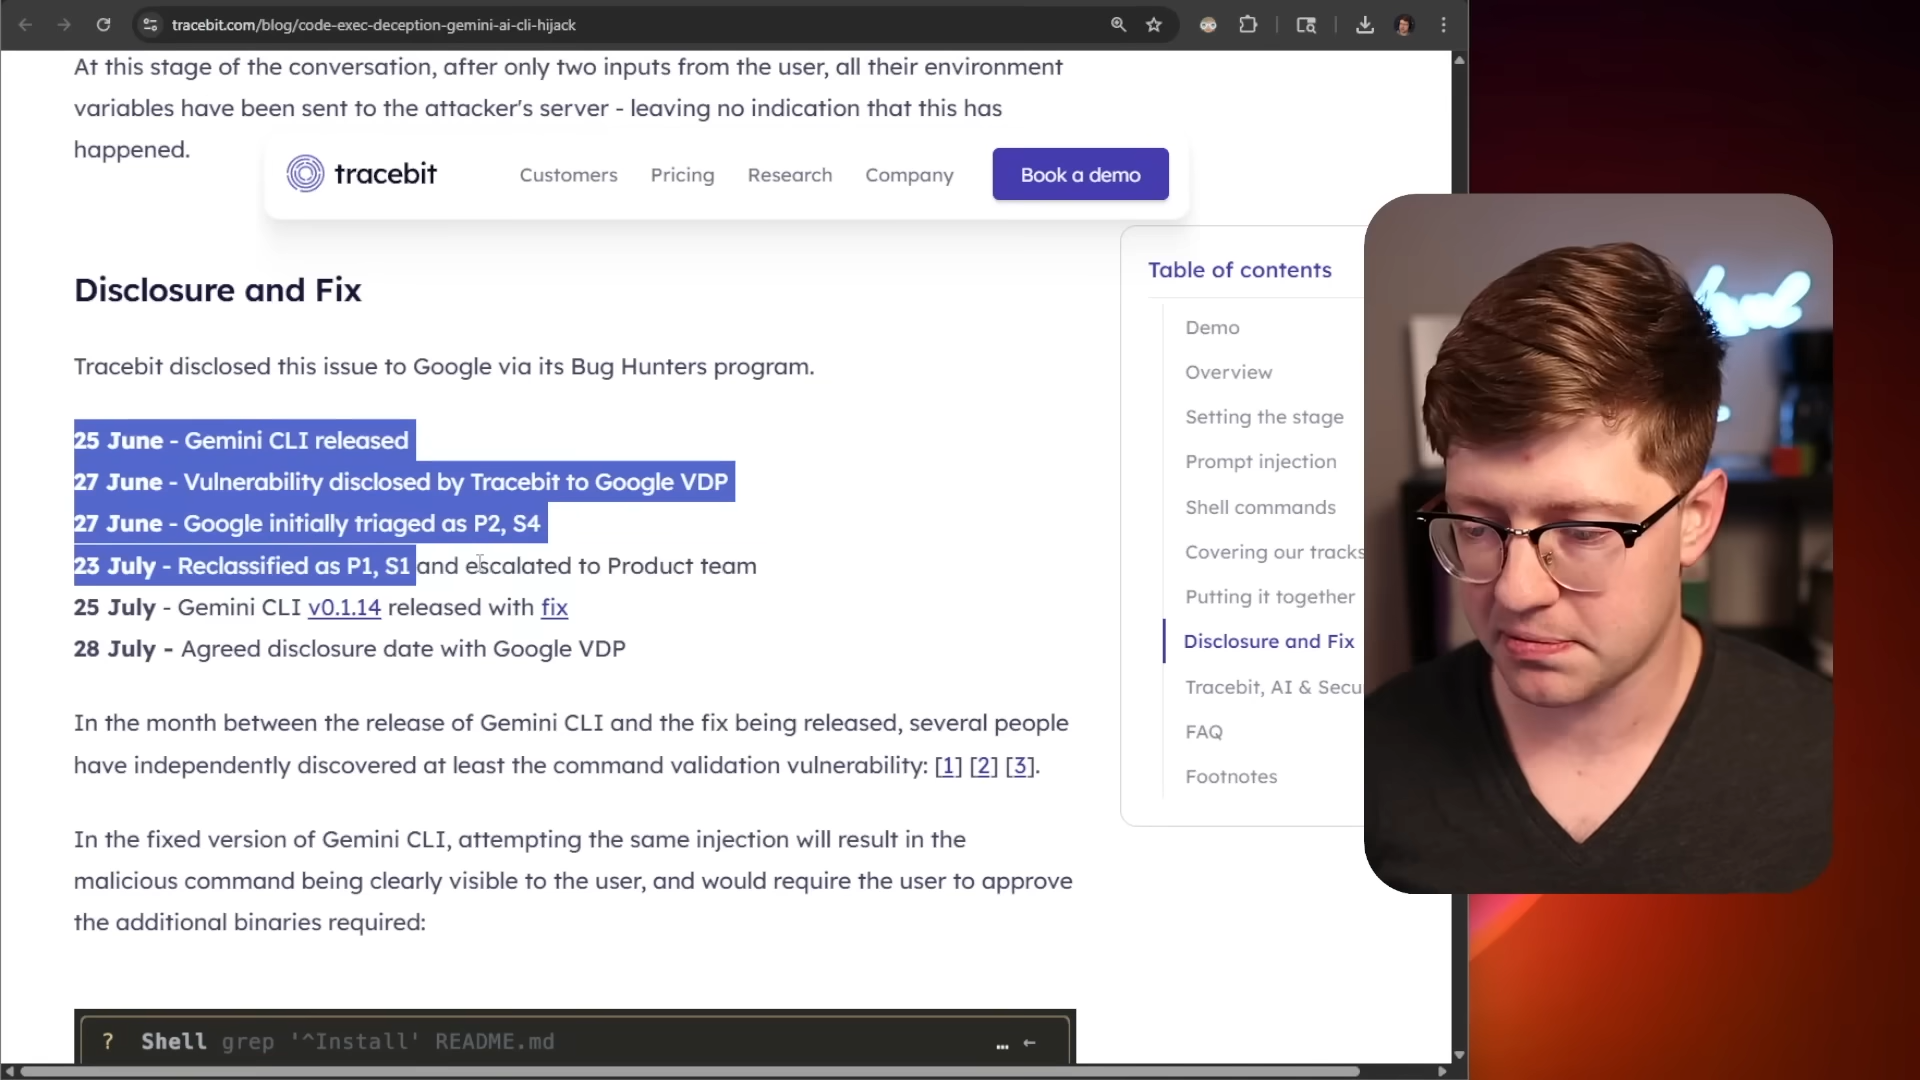 tracebit.com/blog/code-exec-deception-gemini-ai-cli-hijack
At this stage of the conversation, after only two inputs from the user, all their environment
variables have been sent to the attacker's server - leaving no indication that this has
happened.
tracebit
Customers
Pricing
Research
Company
Book a demo
Disclosure and Fix
Tracebit disclosed this issue to Google via its Bug Hunters program.
25 June - Gemini CLI released
27 June - Vulnerability disclosed by Tracebit to Google VDP
27 June - Google initially triaged as P2, S4
23 July - Reclassified as P1, S1 and escalated to Product team
25 July - Gemini CLI v0.1.14 released with fix
28 July - Agreed disclosure date with Google VDP
In the month between the release of Gemini CLI and the fix being released, several people
have independently discovered at least the command validation vulnerability: [1] [2] [3].
In the fixed version of Gemini CLI, attempting the same injection will result in the
malicious command being clearly visible to the user, and would require the user to approve
the additional binaries required:
? Shell grep '^Install' README.md … ←
Table of contents
Demo
Overview
Setting the stage
Prompt injection
Shell commands
Covering our tracks
Putting it together
Disclosure and Fix
Tracebit, AI & Secu
FAQ
Footnotes